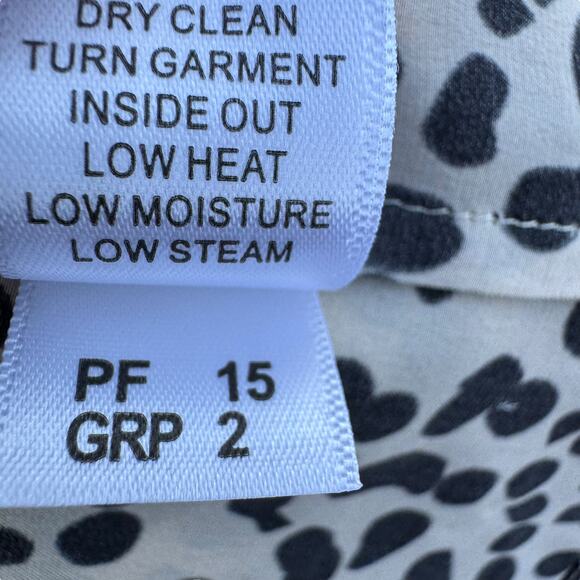 DRY CLEAN
TURN GARMENT
INSIDE OUT
LOW HEAT
LOW MOISTURE
LOW STEAM
PF 15
GRP 2